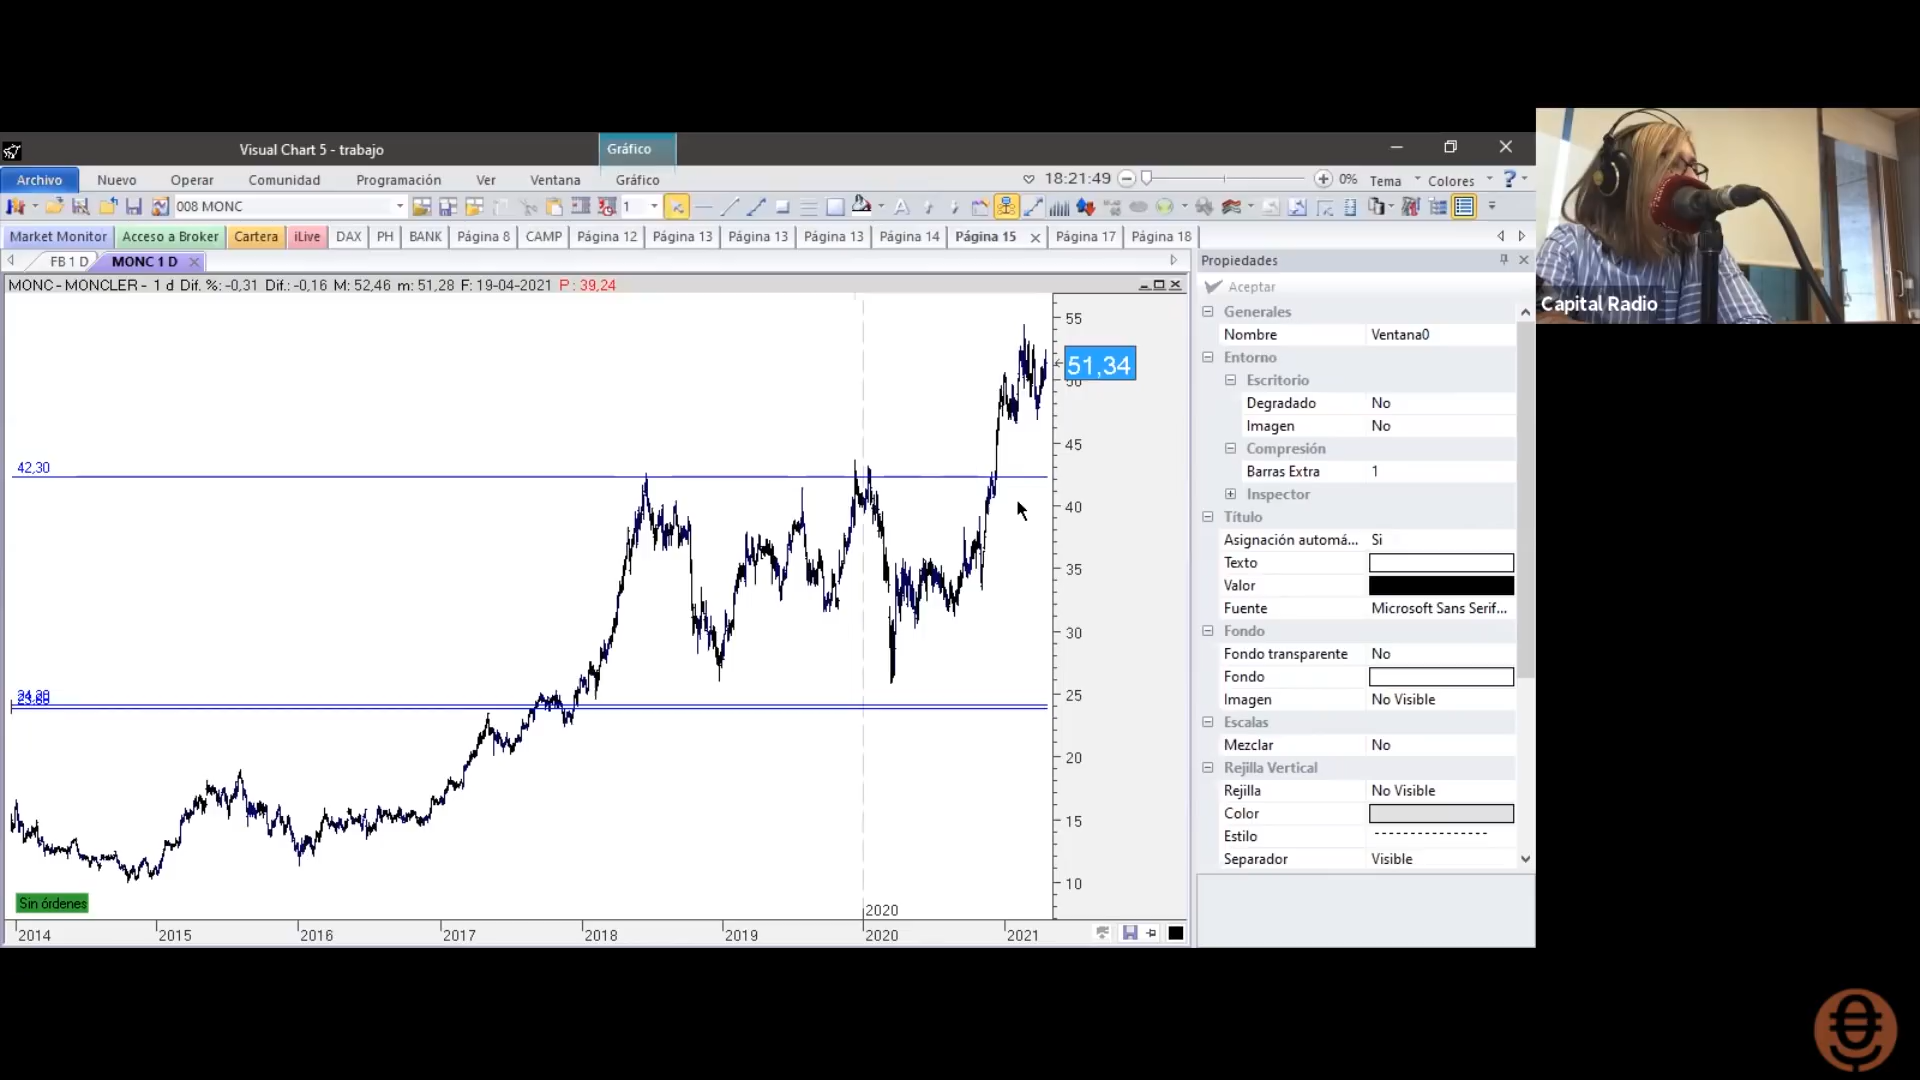 Visual Chart 5 - trabajo
Gráfico
Archivo Nuevo Operar Comunidad Programación Ver Ventana Gráfico 18:21:49 0% Tema Colores ?
008 MONC 1
Market Monitor Acceso a Broker Cartera iLive DAX PH BANK Página 8 CAMP Página 12 Página 13 Página 13 Página 13 Página 14 Página 15 Página 17 Página 18
FB 1 D MONC 1 D
MONC - MONCLER - 1 d Dif. %: -0,31 Dif.: -0,16 M: 52,46 m: 51,28 F: 19-04-2021 P : 39,24
55
51,34
45
40
35
30
25
20
15
10
42,30
Sin órdenes
2020
2014 2015 2016 2017 2018 2019 2020 2021
Propiedades
Aceptar
Generales
Nombre Ventana0
Entorno
Escritorio
Degradado No
Imagen No
Compresión
Barras Extra 1
Inspector
Título
Asignación automá... Si
Texto
Valor
Fuente Microsoft Sans Serif...
Fondo
Fondo transparente No
Fondo
Imagen No Visible
Escalas
Mezclar No
Rejilla Vertical
Rejilla No Visible
Color
Estilo
Separador Visible
Capital Radio